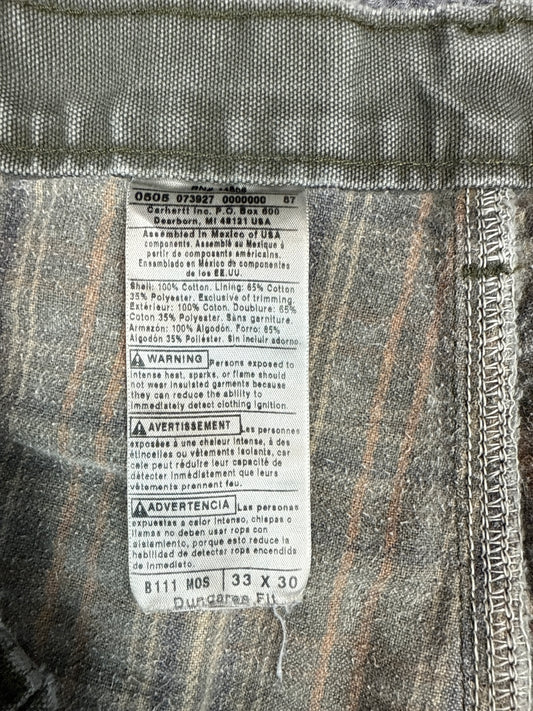 0505 073927 0000000 87
Carhartt Inc. P.O. Box 600
Dearborn, MI 48121 USA
Assembled in Mexico of USA
components. Assemblé au Mexique à
partir de composants américains.
Ensamblado en México de componentes
de los EE.UU.
Shell: 100% Cotton. Lining: 65% Cotton
35% Polyester. Exclusive of trimming.
Extérieur: 100% Coton. Doublure: 65%
Coton 35% Polyester. Sans garniture.
Armazón: 100% Algodón. Forro: 65%
Algodón 35% Poliéster. Sin incluir adorno
WARNING Persons exposed to
intense heat, sparks, or flame should
not wear insulated garments because
they can reduce the ability to
immediately detect clothing ignition.
AVERTISSEMENT Les personnes
exposées à une chaleur intense, à des
étincelles ou vêtements isolants, car
cela peut réduire leur capacité de
détecter immédiatement que leurs
vêtements prennent feu.
ADVERTENCIA Las personas
expuestas a calor intenso, chispas o
llamas no deben usar ropa con
aislamiento, porque esto reduce la
habilidad de detectar ropa encendida
de inmediato.
B111 MOS 33 X 30
Dungaree Fit